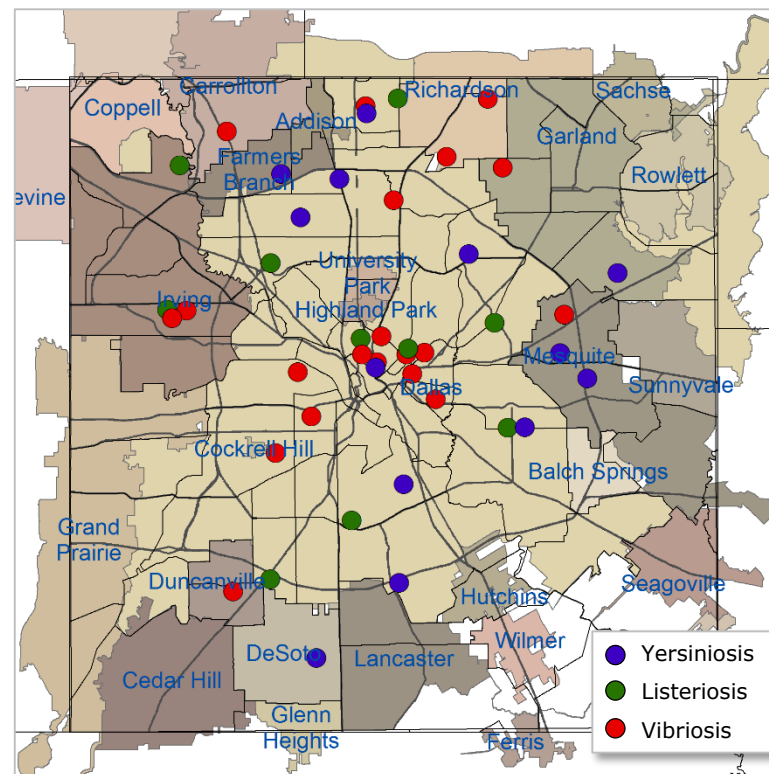 Carrollton
Richardson
Sachse
Coppell
Addison
Garland
Farmers
Branch
Rowlett
evine
University
Park
Irving
Highland Park
Mesquite
Sunnyvale
Dallas
Cockrell Hill
Balch Springs
Grand
Prairie
Duncanville
Seagoville
Hutchins
Wilmer
DeSoto
Lancaster
Cedar Hill
Glenn
Heights
Ferris
Yersiniosis
Listeriosis
Vibriosis